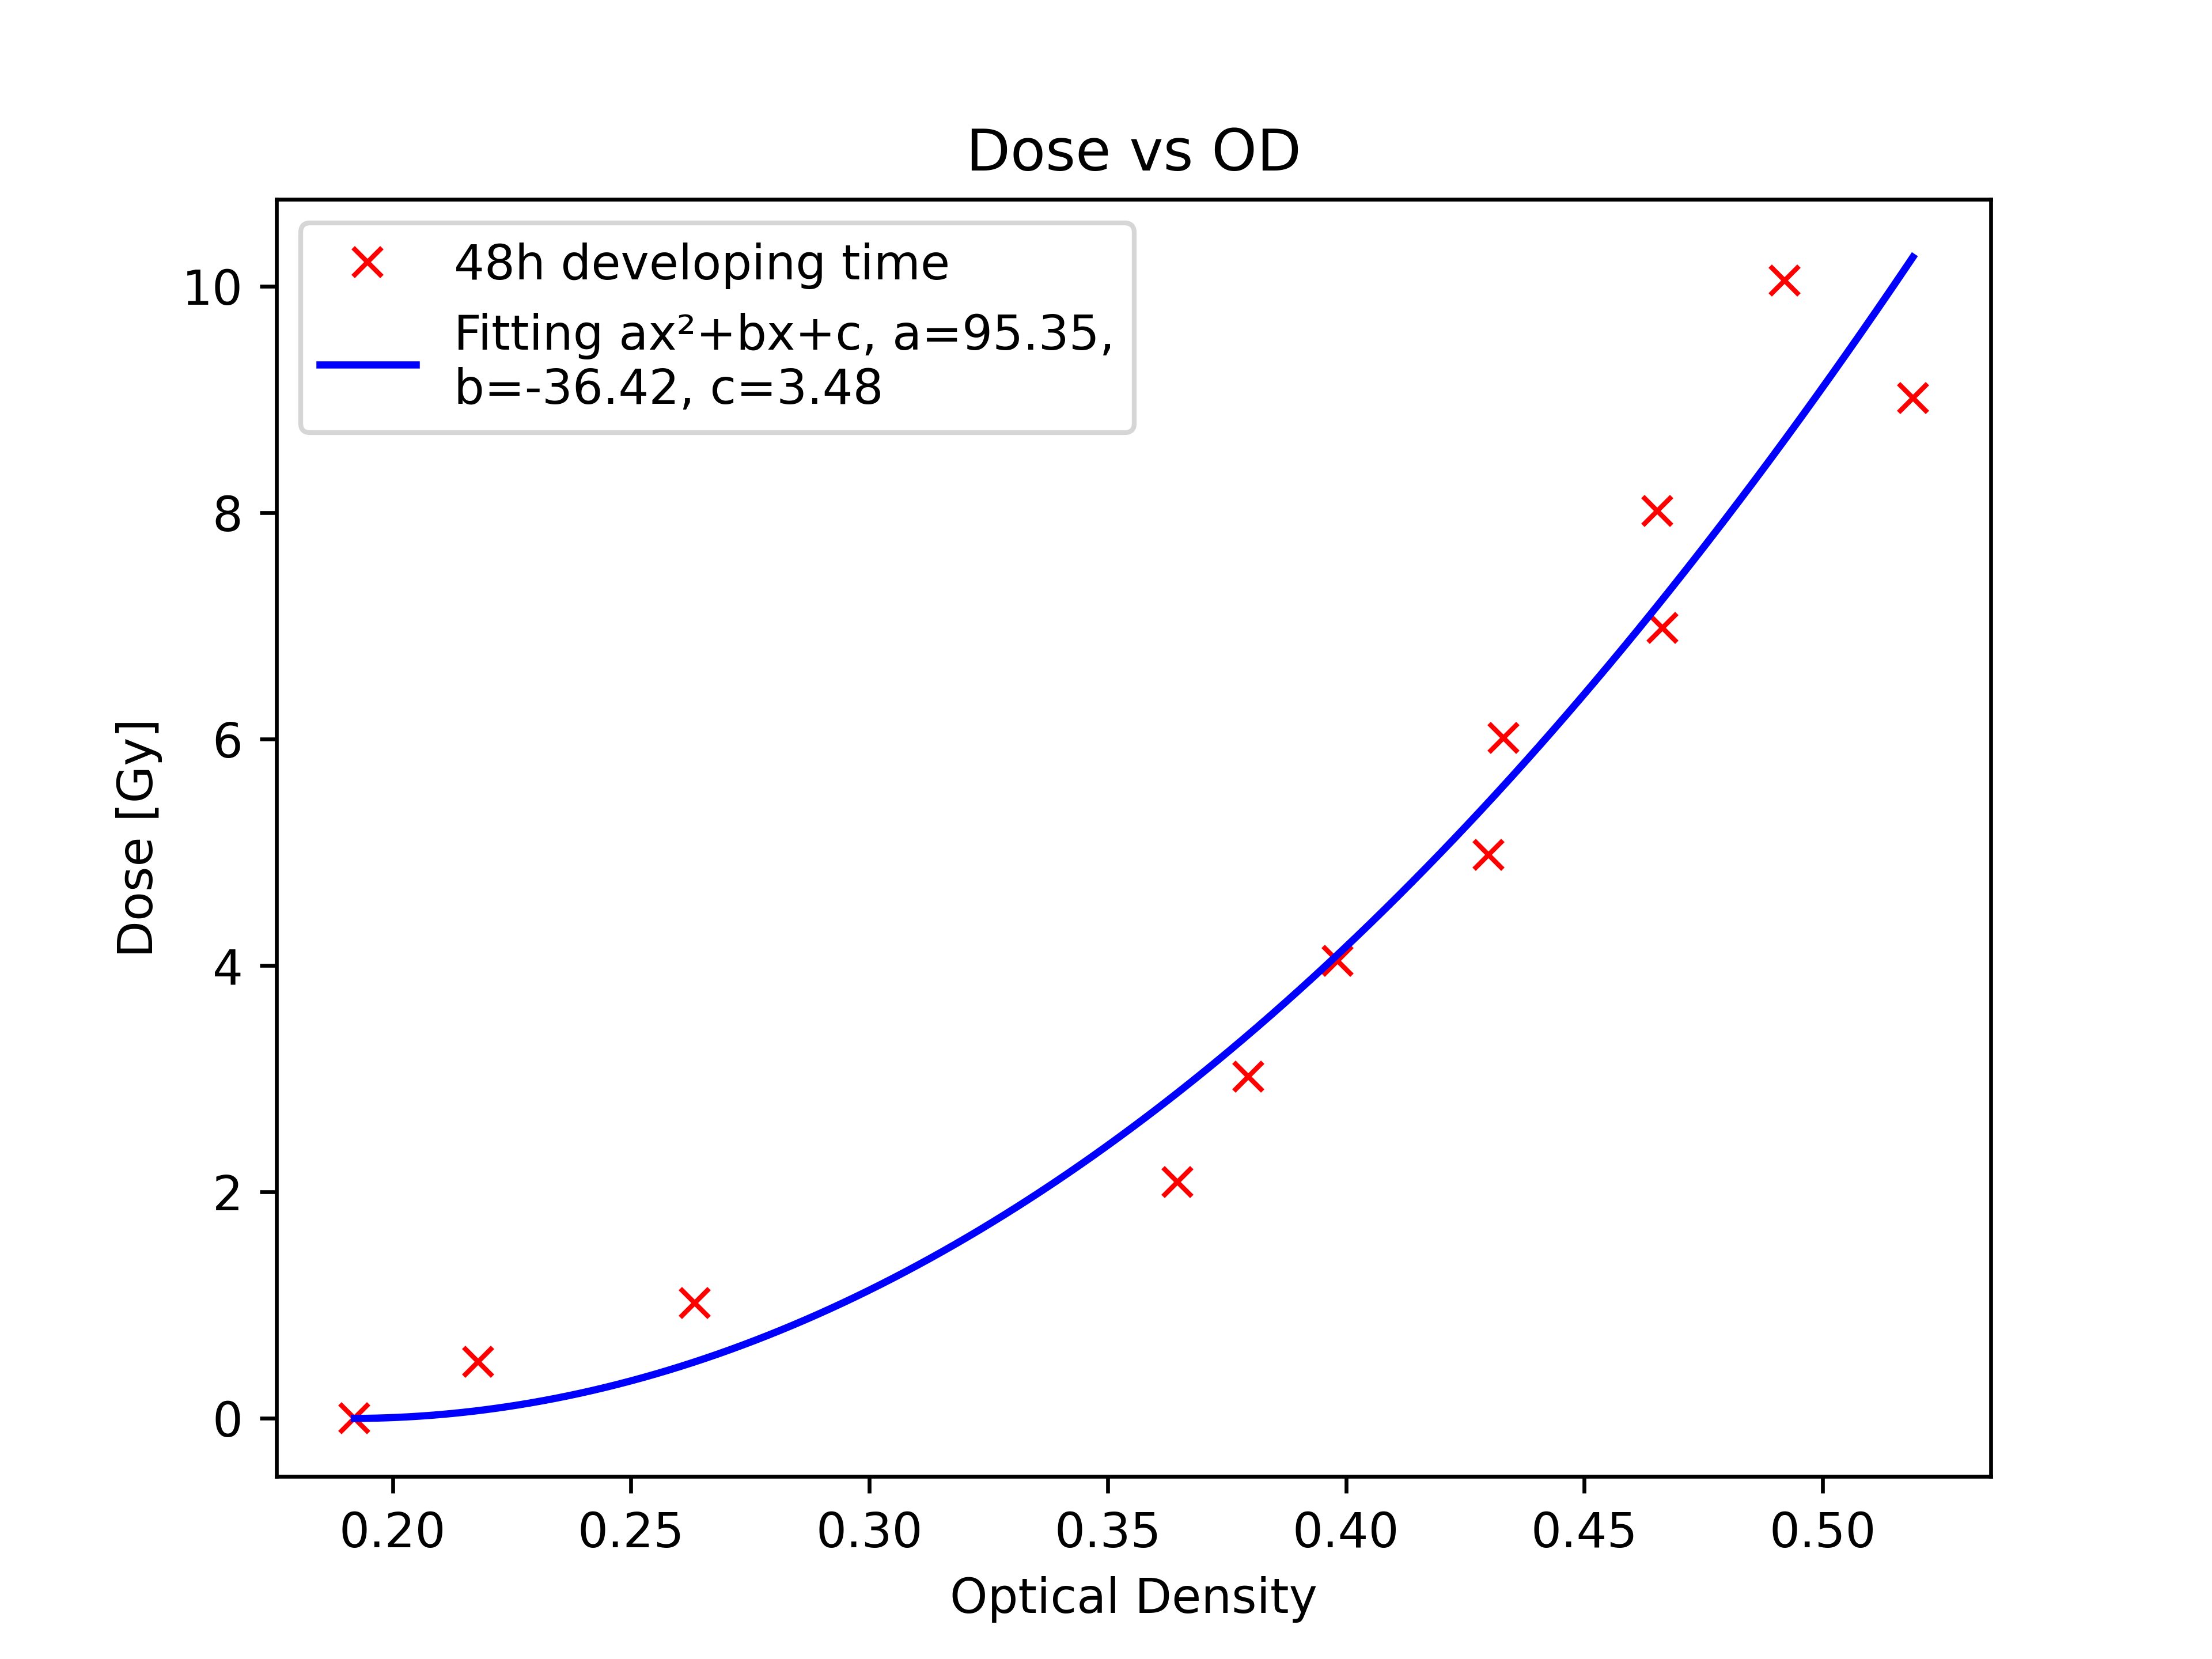 Dose vs OD
48h developing time
Fitting ax²+bx+c, a=95.35,
b=-36.42, c=3.48
10
8
6
4
2
0
Dose [Gy]
0.20 0.25 0.30 0.35 0.40 0.45 0.50
Optical Density